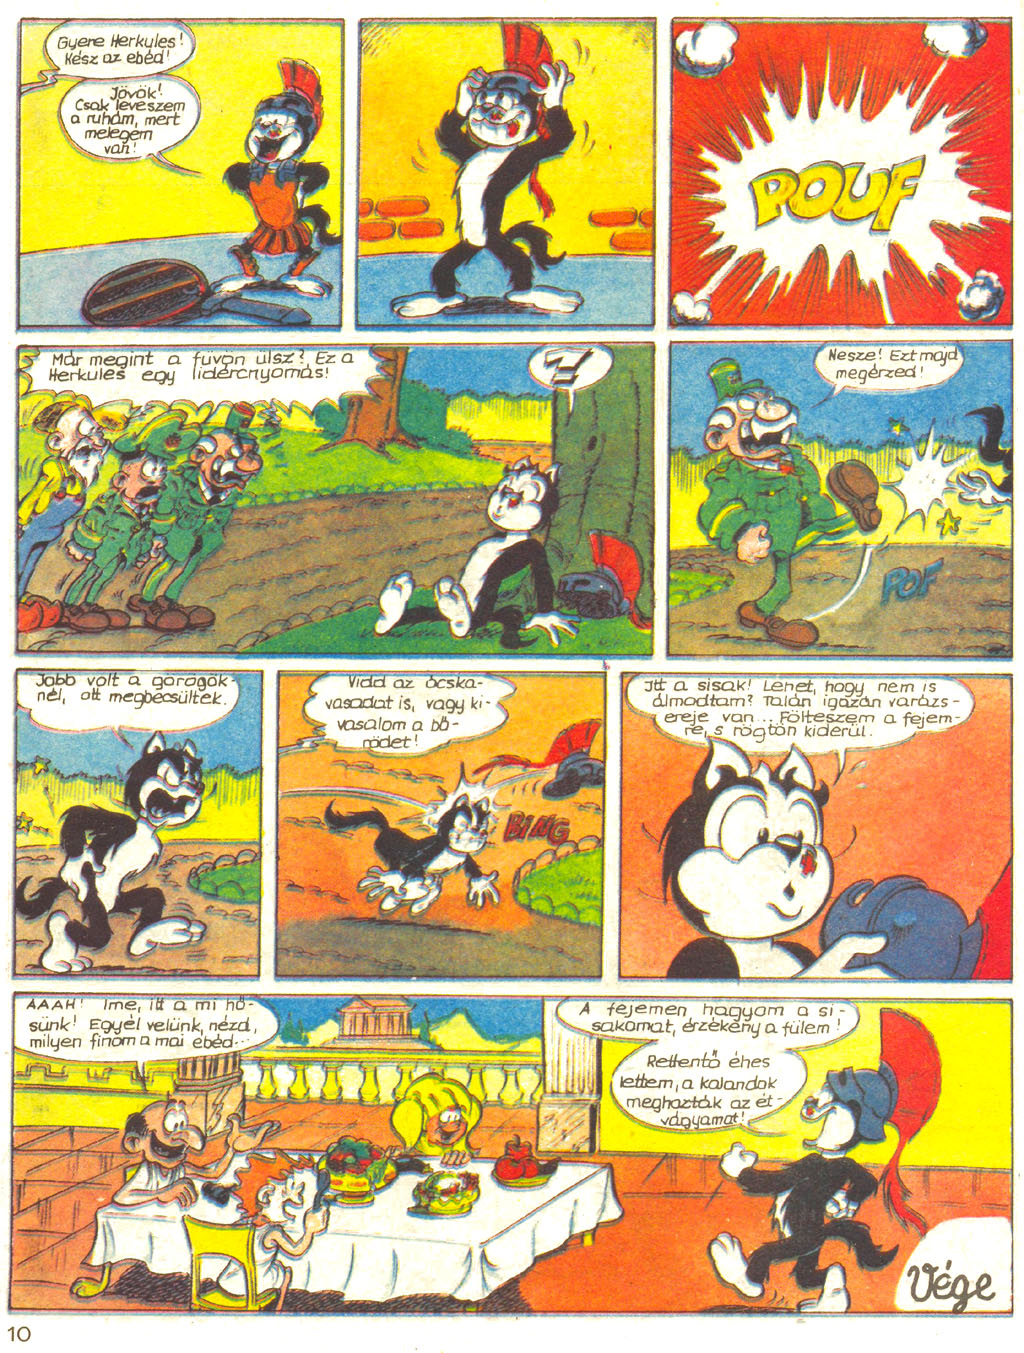 Gyere Herkules!
Kész az ebéd!
Jövök!
Csak leveszem
a ruhám, mert
melegem
van!
POUF
Már megint a füvön ülsz? Ez a
Herkules egy lidércnyomás!
?!
Nesze! Ezt majd
megérzed!
POF
Jobb volt a görögök-
nél, ott megbecsültek.
Vidd az ócska-
vasadat is, vagy ki-
vasalom a bő-
rödet!
BING
Itt a sisak! Lehet, hogy nem is
álmodtam? Talán igazán varázs-
ereje van... Fölteszem a fejem-
re, s rögtön kiderül.
AAAH! Ime, itt a mi hő-
sünk! Egyél velünk, nézd,
milyen finom a mai ebéd...
A fejemen hagyom a si-
sakomat, érzékeny a fülem!
Rettentő éhes
lettem, a kalandok
meghozták az ét-
vágyamat!
Vége
10